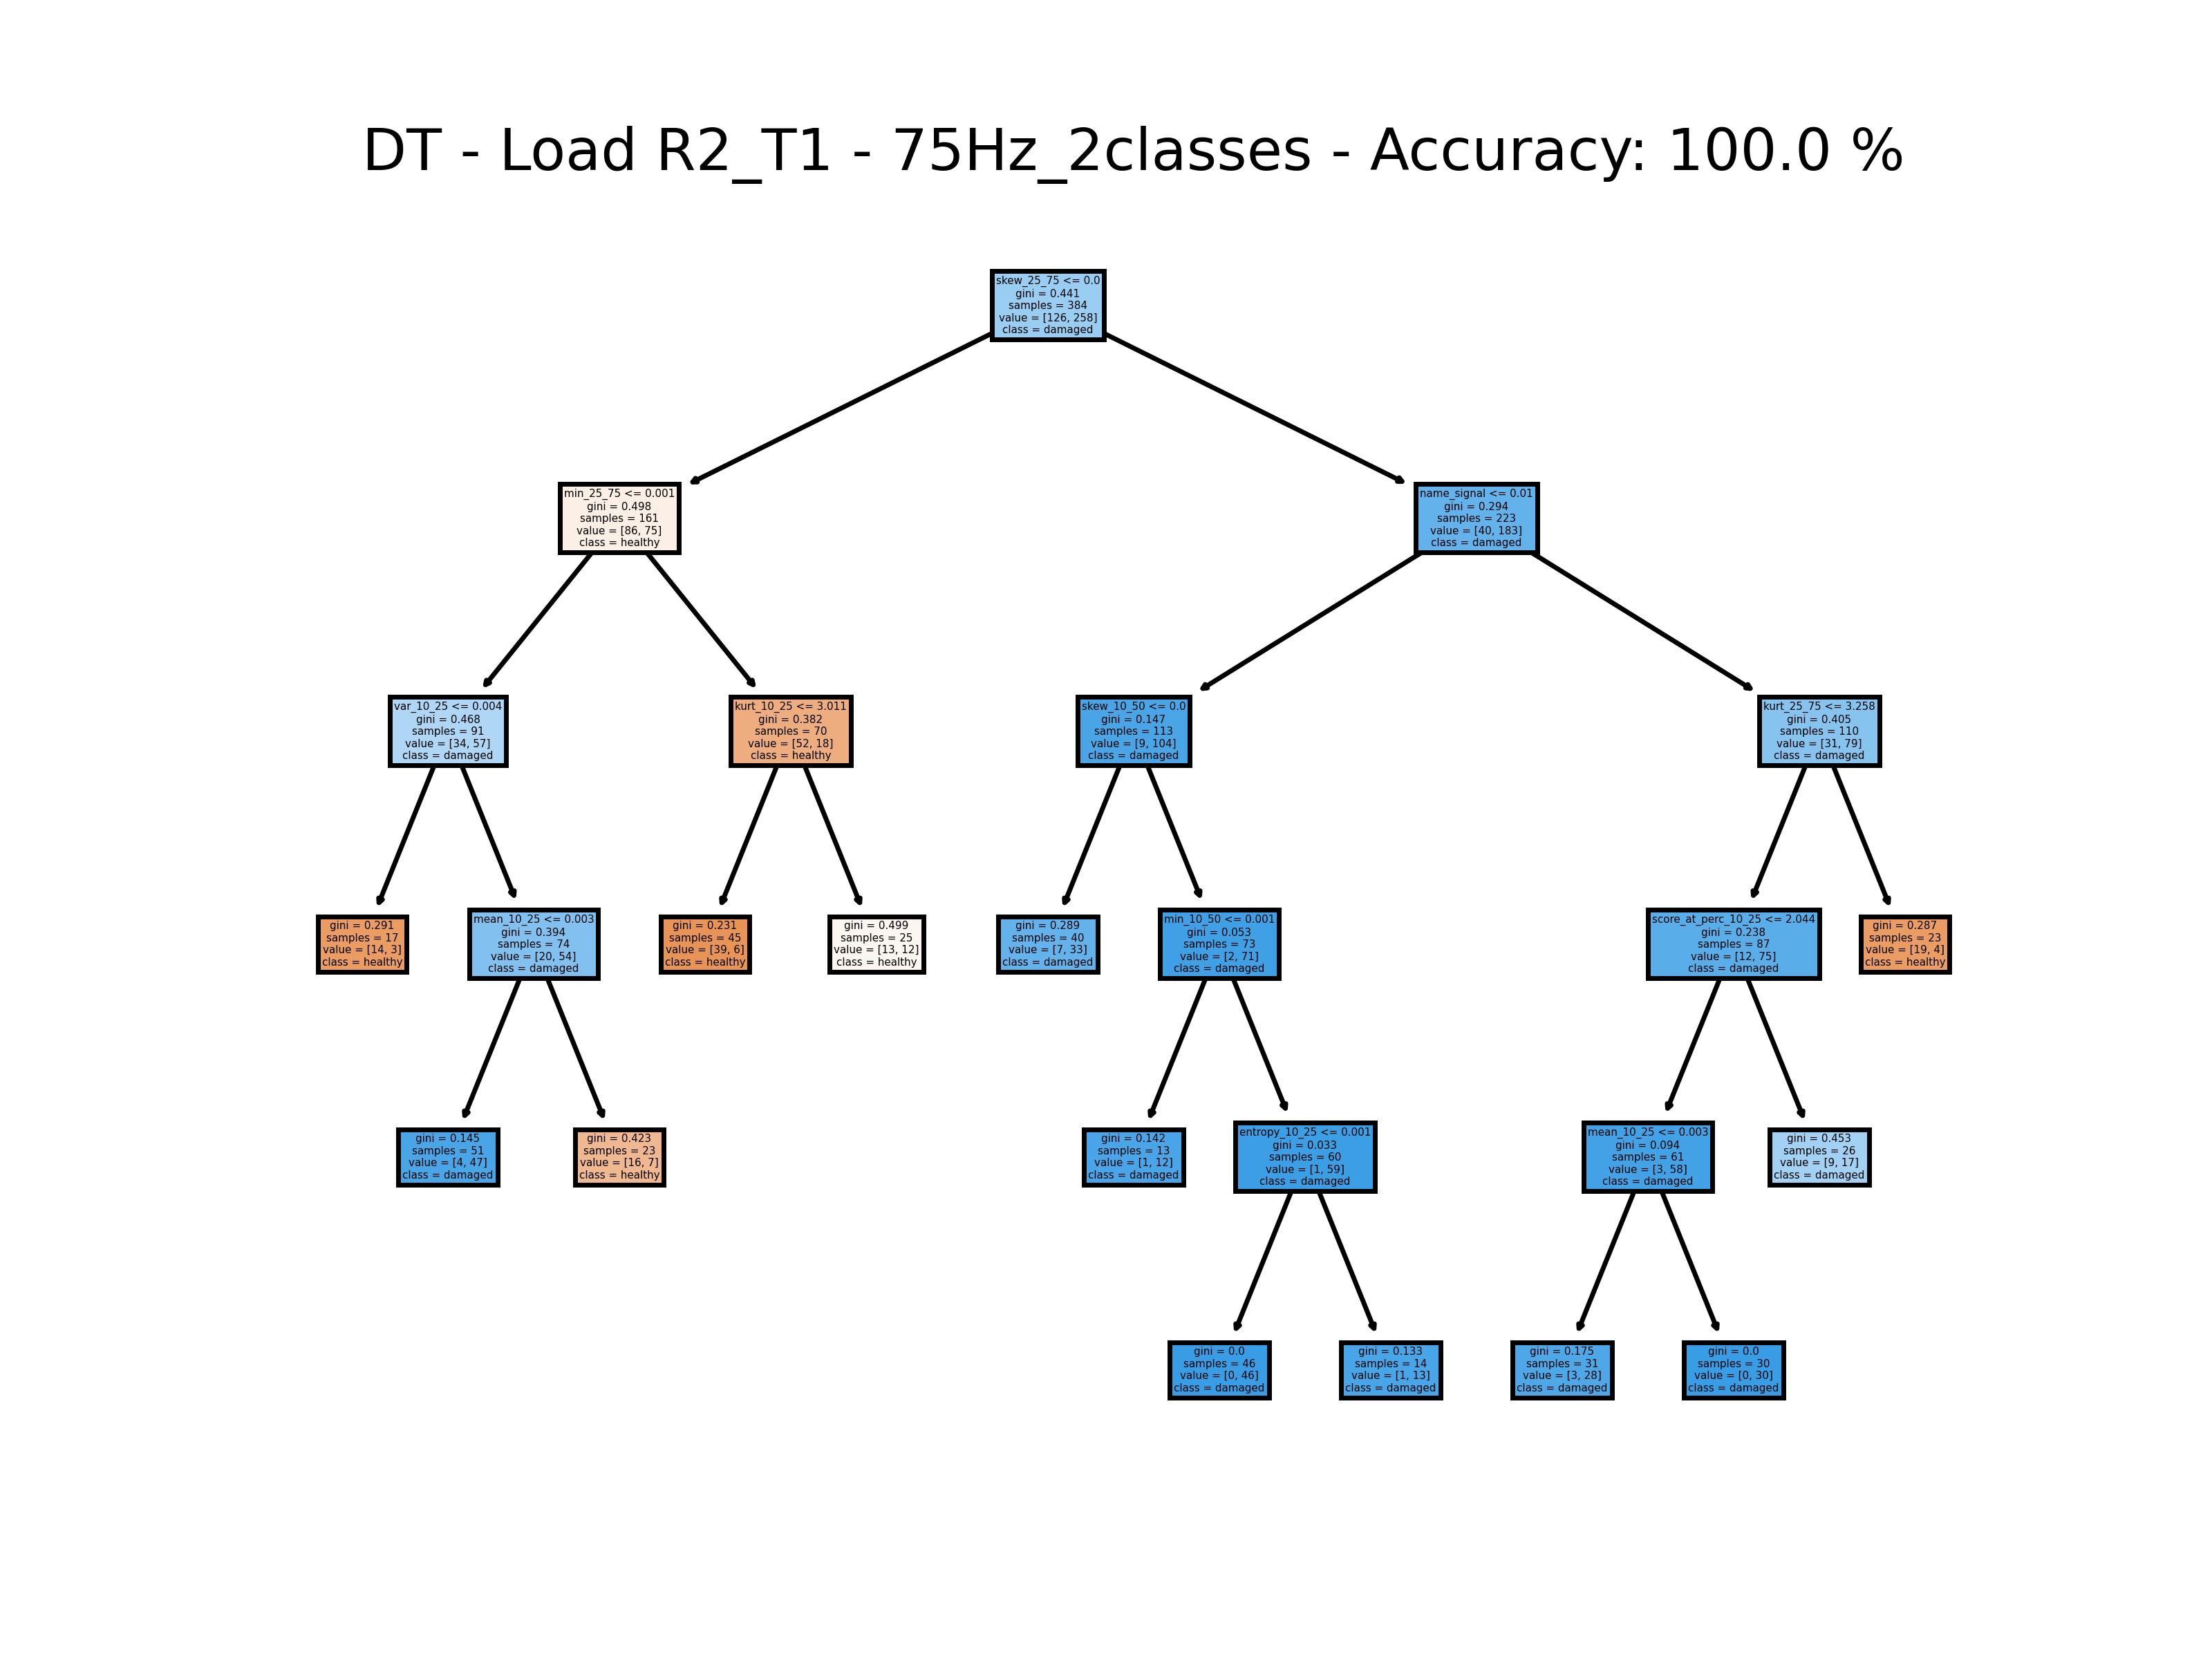 DT - Load R2_T1 - 75Hz_2classes - Accuracy: 100.0 %
skew_25_75 <= 0.0
gini = 0.441
samples = 384
value = [126, 258]
class = damaged
min_25_75 <= 0.001
gini = 0.498
samples = 161
value = [86, 75]
class = healthy
name_signal <= 0.01
gini = 0.294
samples = 223
value = [40, 183]
class = damaged
var_10_25 <= 0.004
gini = 0.468
samples = 91
value = [34, 57]
class = damaged
kurt_10_25 <= 3.011
gini = 0.382
samples = 70
value = [52, 18]
class = healthy
skew_10_50 <= 0.0
gini = 0.147
samples = 113
value = [9, 104]
class = damaged
kurt_25_75 <= 3.258
gini = 0.405
samples = 110
value = [31, 79]
class = damaged
gini = 0.291
samples = 17
value = [14, 3]
class = healthy
mean_10_25 <= 0.003
gini = 0.394
samples = 74
value = [20, 54]
class = damaged
gini = 0.231
samples = 45
value = [39, 6]
class = healthy
gini = 0.499
samples = 25
value = [13, 12]
class = healthy
gini = 0.289
samples = 40
value = [7, 33]
class = damaged
min_10_50 <= 0.001
gini = 0.053
samples = 73
value = [2, 71]
class = damaged
score_at_perc_10_25 <= 2.044
gini = 0.238
samples = 87
value = [12, 75]
class = damaged
gini = 0.287
samples = 23
value = [19, 4]
class = healthy
gini = 0.145
samples = 51
value = [4, 47]
class = damaged
gini = 0.423
samples = 23
value = [16, 7]
class = healthy
gini = 0.142
samples = 13
value = [1, 12]
class = damaged
entropy_10_25 <= 0.001
gini = 0.033
samples = 60
value = [1, 59]
class = damaged
mean_10_25 <= 0.003
gini = 0.094
samples = 61
value = [3, 58]
class = damaged
gini = 0.453
samples = 26
value = [9, 17]
class = damaged
gini = 0.0
samples = 46
value = [0, 46]
class = damaged
gini = 0.133
samples = 14
value = [1, 13]
class = damaged
gini = 0.175
samples = 31
value = [3, 28]
class = damaged
gini = 0.0
samples = 30
value = [0, 30]
class = damaged